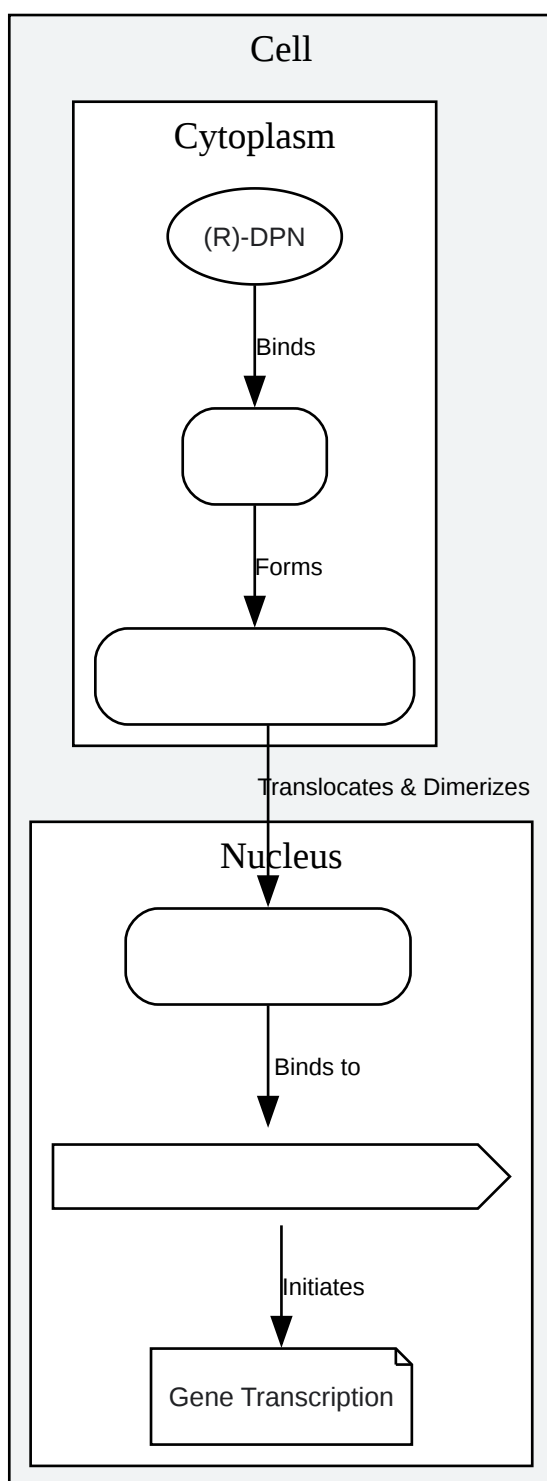 Cell
Cytoplasm
(R)-DPN
Binds
Forms
Translocates & Dimerizes
Nucleus
Binds to
Initiates
Gene Transcription